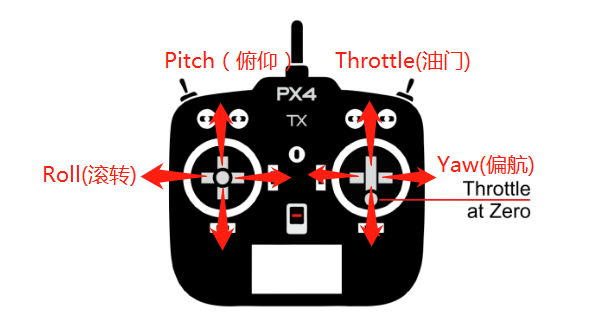 Pitch（俯仰）
Throttle(油门)
PX4
TX
Roll(滚转)
Yaw(偏航)
Throttle
at Zero